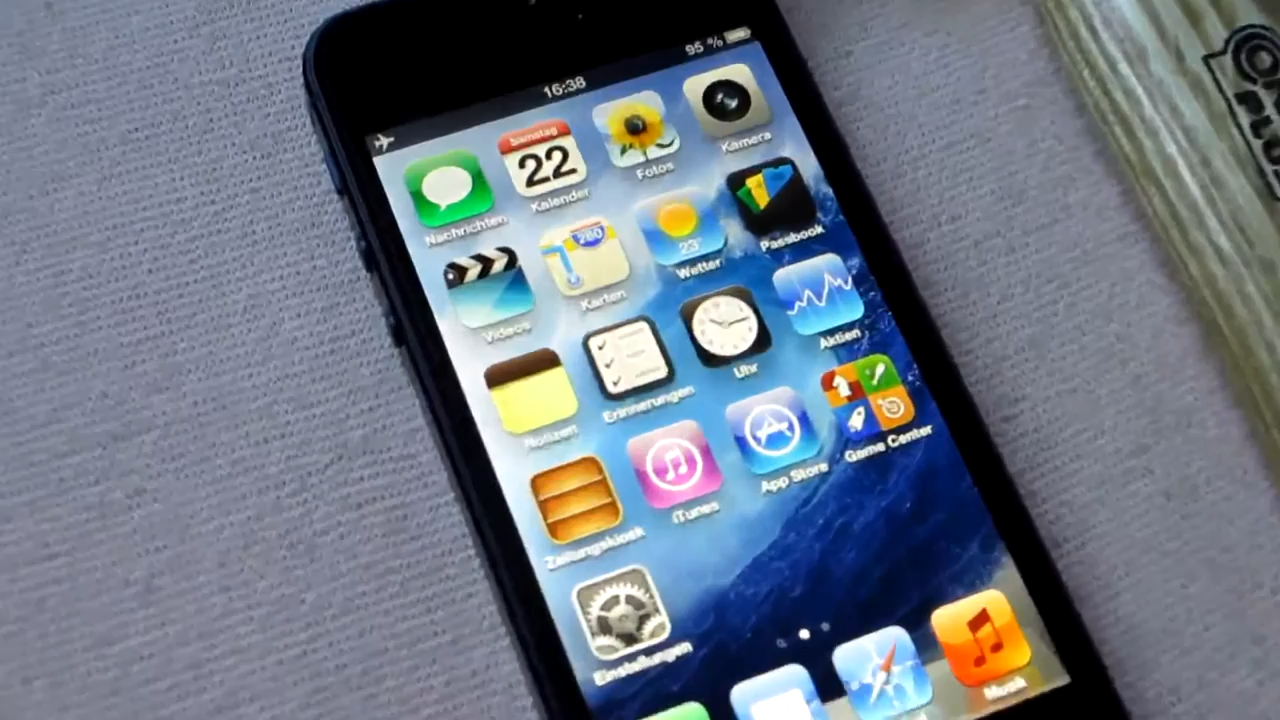 95 %
16:38
Samstag
22
Nachrichten
Kalender
Fotos
Kamera
280
23°
Videos
Karten
Wetter
Passbook
Notizen
Erinnerungen
Uhr
Aktien
Zeitungskiosk
iTunes
App Store
Game Center
Einstellungen
Musik